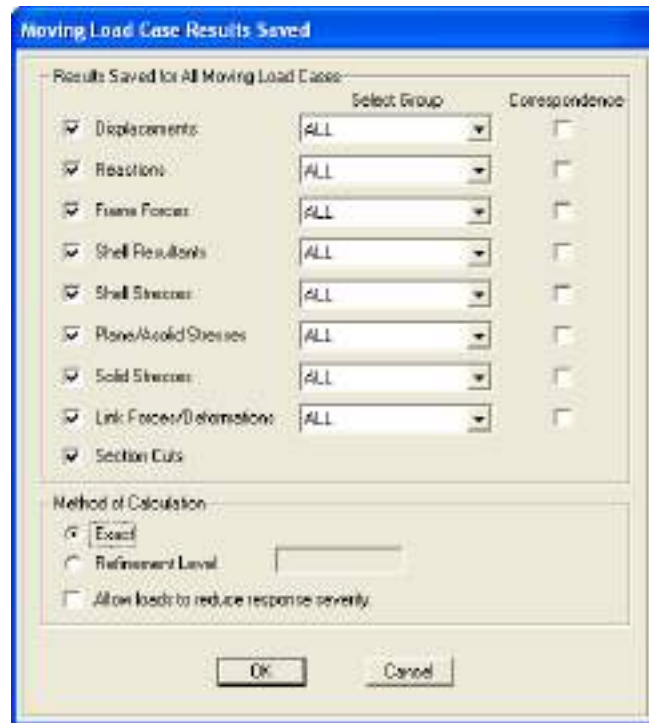 Moving Load Case Results Saved
Results Saved for All Moving Load Cases
Select Group Correspondence
Displacements ALL
Reactions ALL
Frame Forces ALL
Shell Resultants ALL
Shell Stresses ALL
Plane/Asolid Stresses ALL
Solid Stresses ALL
Link Forces/Deformations ALL
Section Cuts
Method of Calculation
Exact
Refinement Level
Allow loads to reduce response severity
OK Cancel